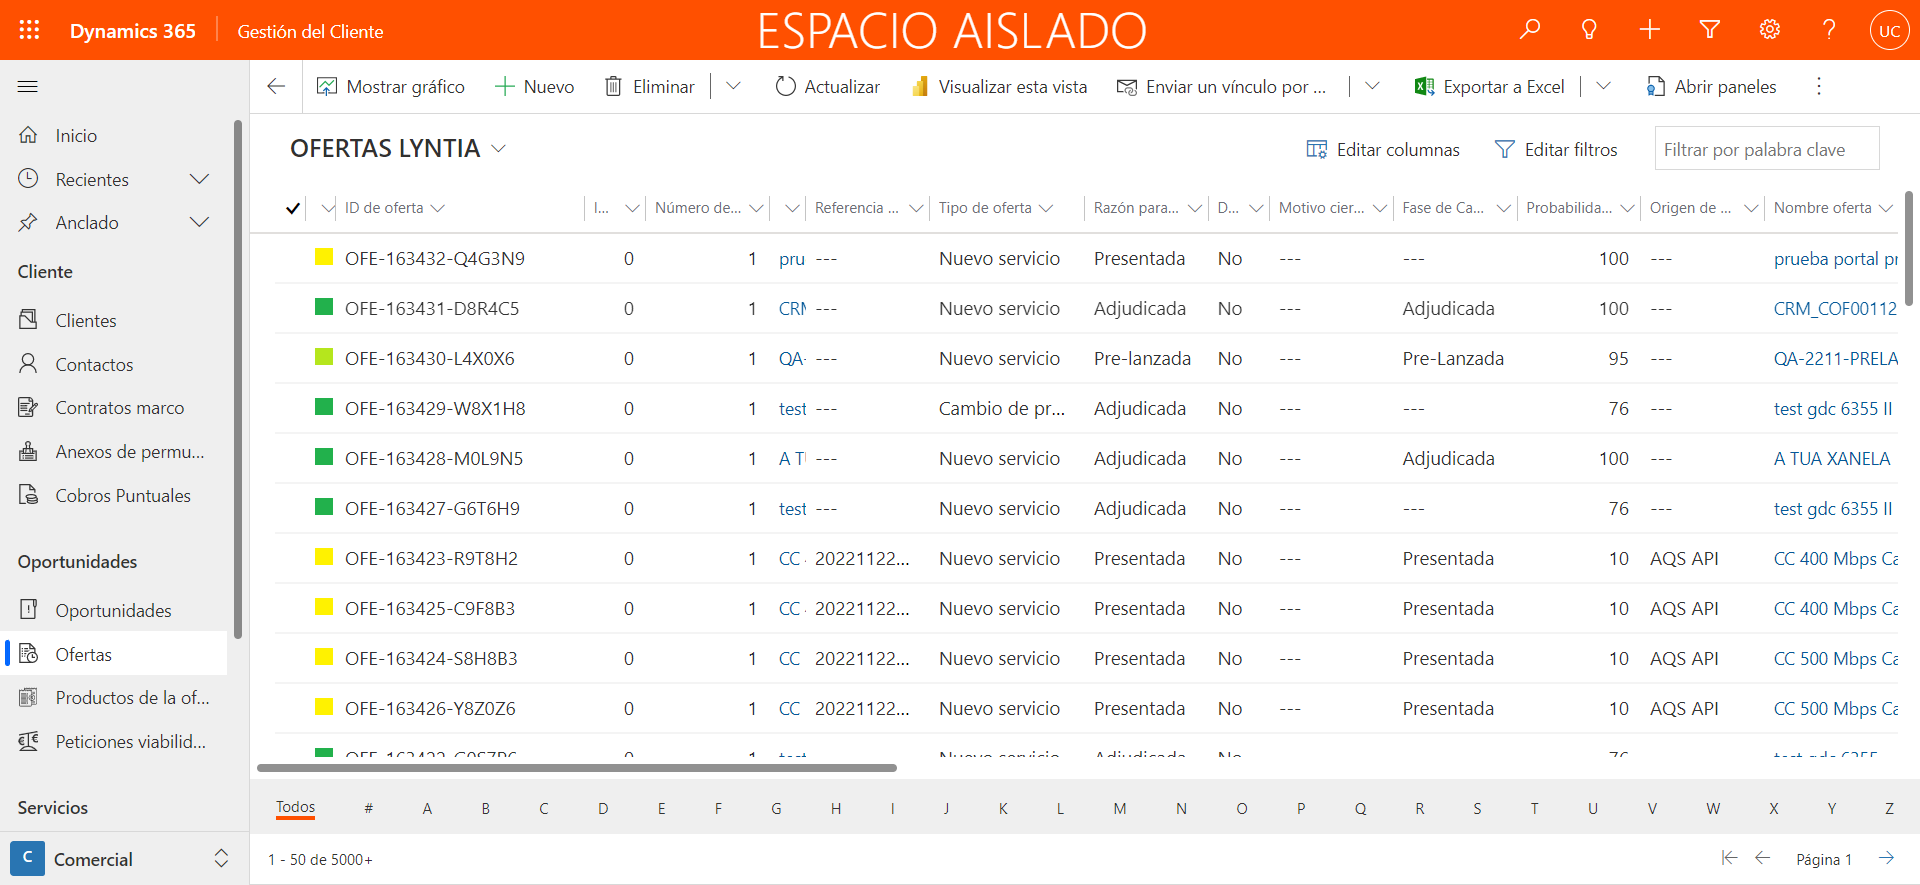 Dynamics 365
Gestión del Cliente
ESPACIO AISLADO
UC
Mostrar gráfico
Nuevo
Eliminar
Actualizar
Visualizar esta vista
Enviar un vínculo por ...
Exportar a Excel
Abrir paneles
Inicio
Recientes
Anclado
Cliente
Clientes
Contactos
Contratos marco
Anexos de permu...
Cobros Puntuales
Oportunidades
Oportunidades
Ofertas
Productos de la of...
Peticiones viabilid...
Servicios
C Comercial
OFERTAS LYNTIA
Editar columnas
Editar filtros
Filtrar por palabra clave
ID de oferta I... Número de... Referencia ... Tipo de oferta Razón para... D... Motivo cier... Fase de Ca... Probabilida... Origen de ... Nombre oferta
OFE-163432-Q4G3N9 0 1 pru --- Nuevo servicio Presentada No --- --- 100 --- prueba portal pr
OFE-163431-D8R4C5 0 1 CRM --- Nuevo servicio Adjudicada No --- Adjudicada 100 --- CRM_COF00112
OFE-163430-L4X0X6 0 1 QA- --- Nuevo servicio Pre-lanzada No --- Pre-Lanzada 95 --- QA-2211-PRELA
OFE-163429-W8X1H8 0 1 test --- Cambio de pr... Adjudicada No --- --- 76 --- test gdc 6355 II
OFE-163428-M0L9N5 0 1 A T --- Nuevo servicio Adjudicada No --- Adjudicada 100 --- A TUA XANELA
OFE-163427-G6T6H9 0 1 test --- Nuevo servicio Adjudicada No --- --- 76 --- test gdc 6355 II
OFE-163423-R9T8H2 0 1 CC 20221122... Nuevo servicio Presentada No --- Presentada 10 AQS API CC 400 Mbps Ca
OFE-163425-C9F8B3 0 1 CC 20221122... Nuevo servicio Presentada No --- Presentada 10 AQS API CC 400 Mbps Ca
OFE-163424-S8H8B3 0 1 CC 20221122... Nuevo servicio Presentada No --- Presentada 10 AQS API CC 500 Mbps Ca
OFE-163426-Y8Z0Z6 0 1 CC 20221122... Nuevo servicio Presentada No --- Presentada 10 AQS API CC 500 Mbps Ca
Todos # A B C D E F G H I J K L M N O P Q R S T U V W X Y Z
1 - 50 de 5000+
Página 1